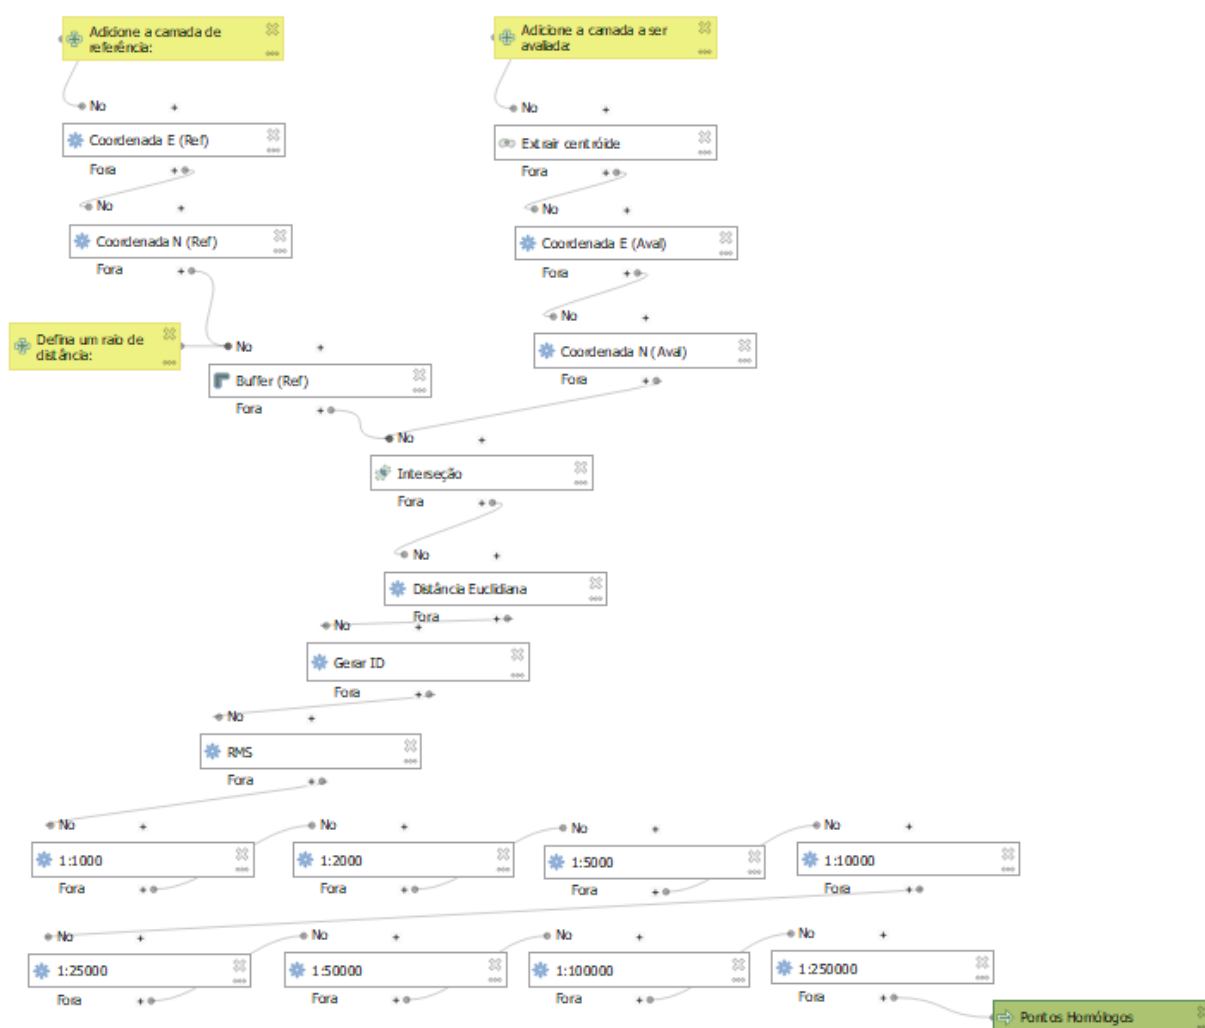 Adicione a camada de
referência:
Adicione a camada a ser
avaliada:
No +
No +
Coordenada E (Ref)
Extrair centróide
Fora +
Fora +
No +
No +
Coordenada N (Ref)
Coordenada E (Aval)
Fora +
Fora +
No +
Defina um raio de
distância:
No +
Coordenada N (Aval)
Buffer (Ref)
Fora +
Fora +
No +
Interseção
Fora +
No +
Distância Euclidiana
Fora +
No +
Gerar ID
Fora +
No +
RMS
Fora +
No +
No +
No +
No +
1:1000
1:2000
1:5000
1:10000
Fora +
Fora +
Fora +
Fora +
No +
No +
No +
No +
1:25000
1:50000
1:100000
1:250000
Fora +
Fora +
Fora +
Fora +
Pontos Homólogos